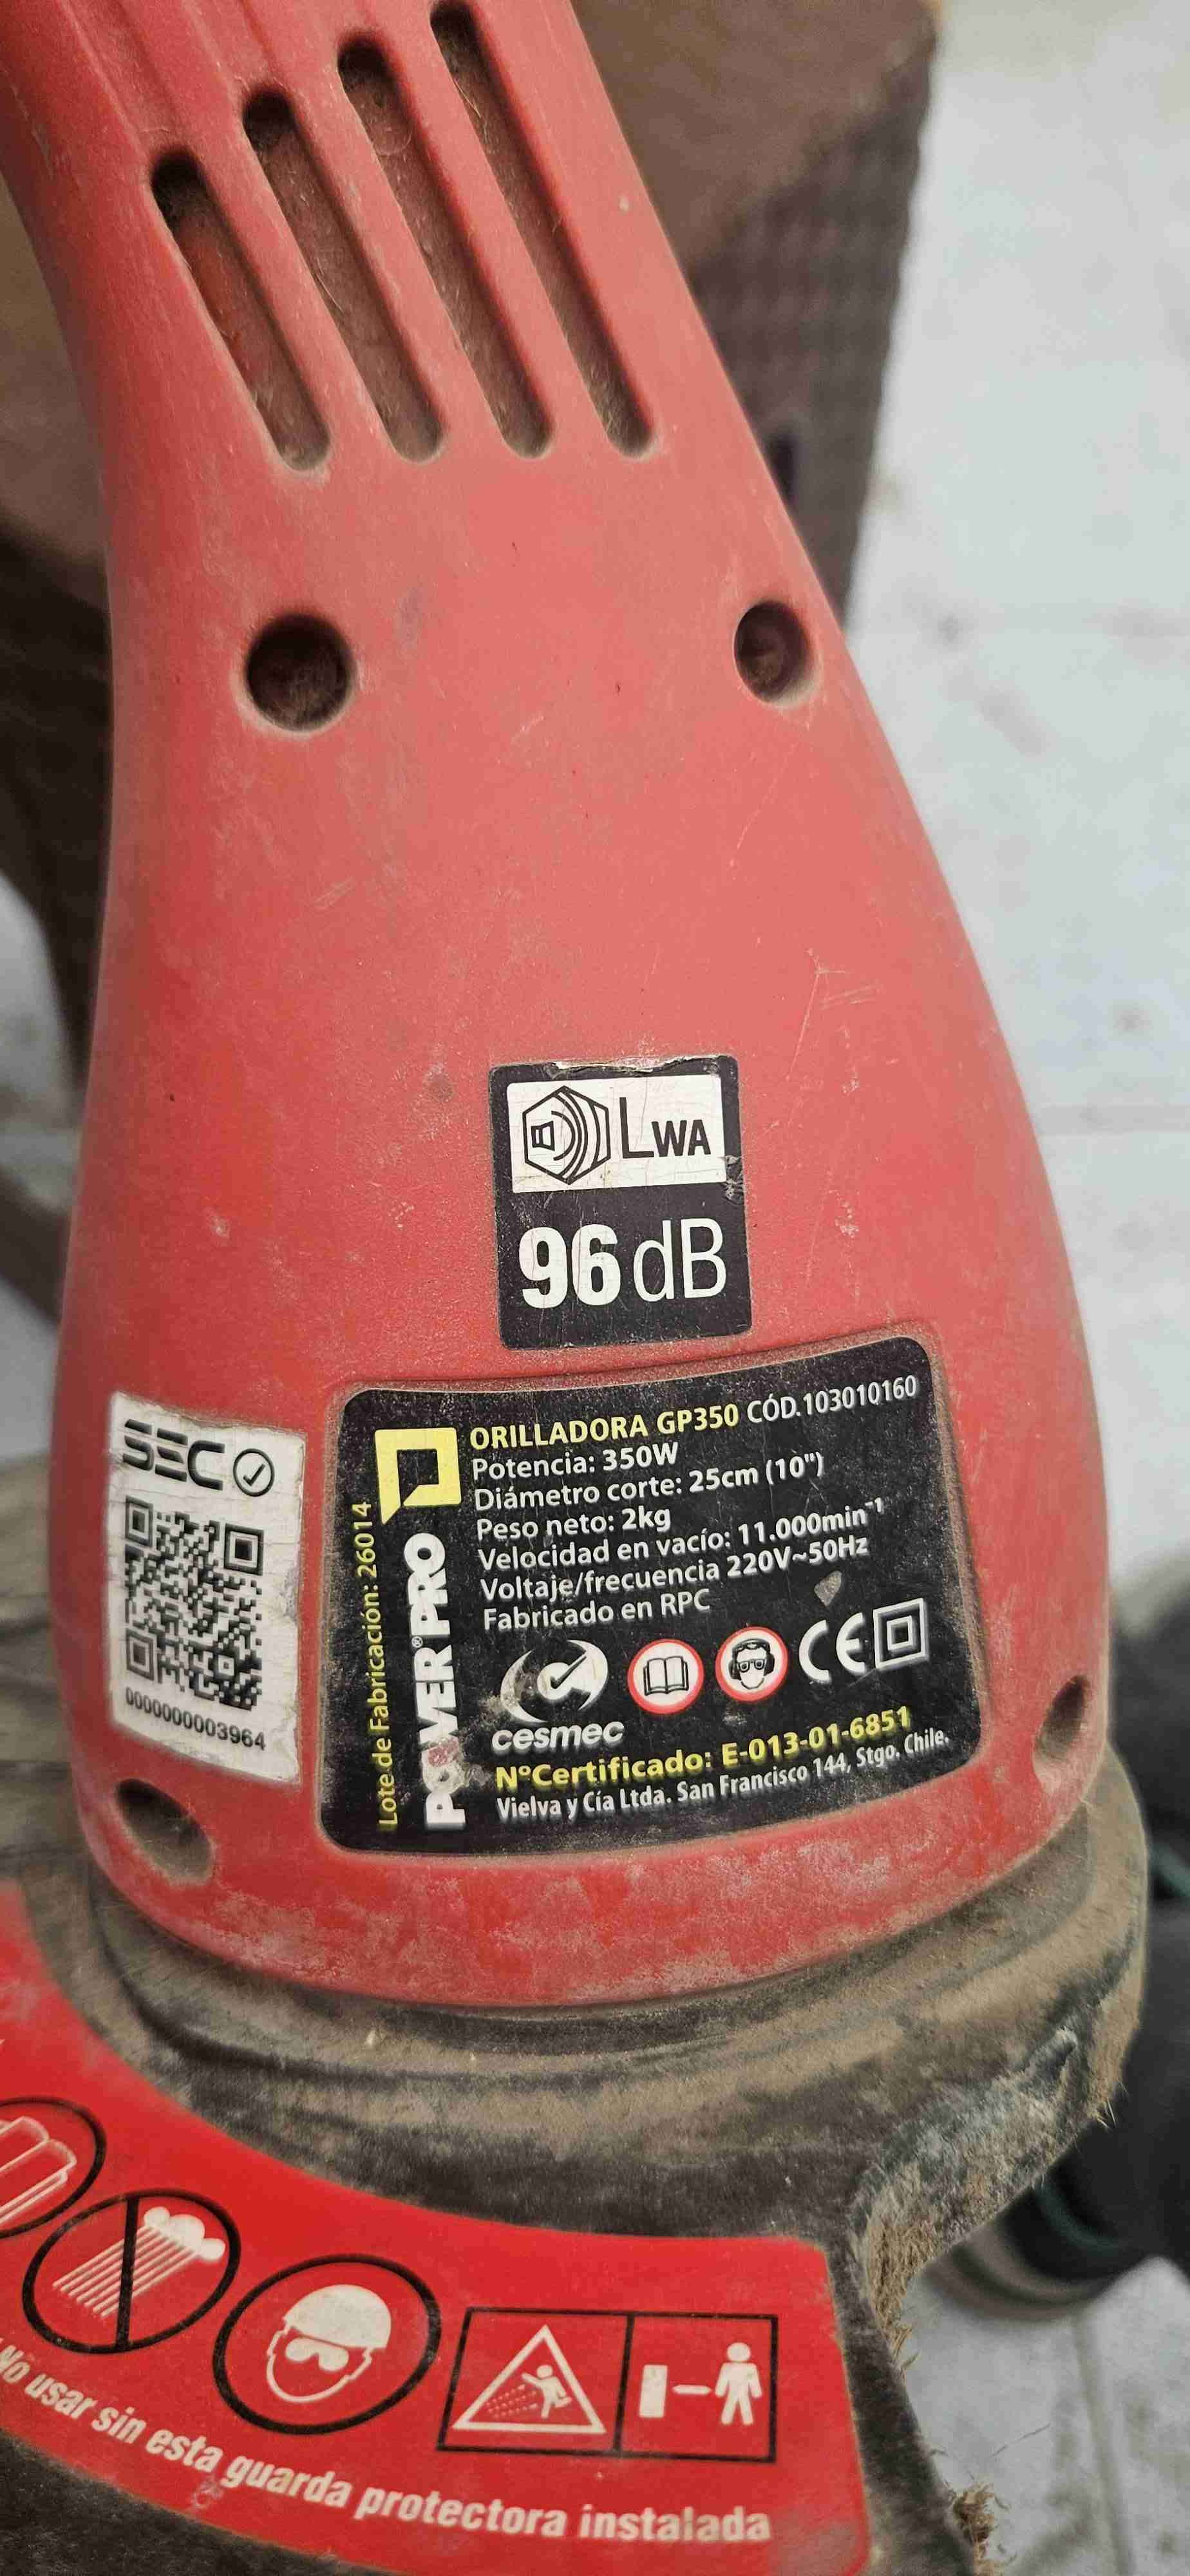 LWA
96 dB
SEC
0000000003964
Lote de Fabricación: 26014
POWER PRO®
ORILLADORA GP350 CÓD.103010160
Potencia: 350W
Diámetro corte: 25cm (10")
Peso neto: 2kg
Velocidad en vacío: 11.000min⁻¹
Voltaje/frecuencia 220V~50Hz
Fabricado en RPC
cesmec
CE
NºCertificado: E-013-01-6851
Vielva y Cía Ltda. San Francisco 144, Stgo. Chile.
No usar sin esta guarda protectora instalada